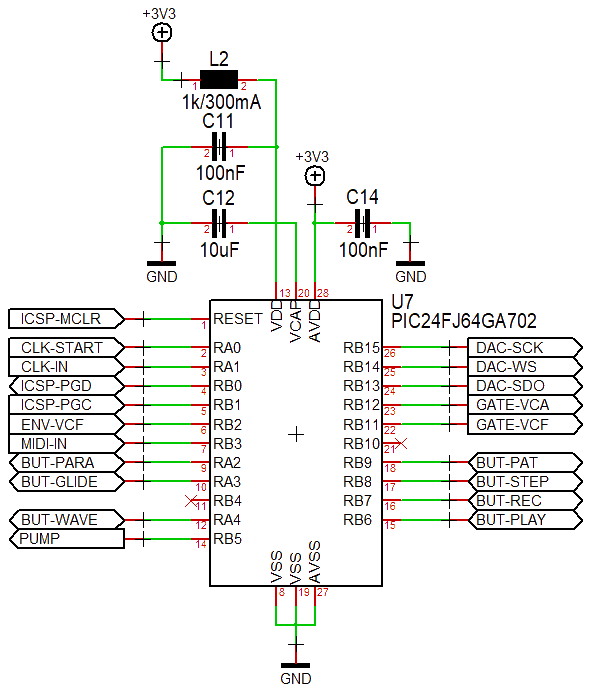 +3V3
L2
1 2
1k/300mA
C11
2 1
100nF
+3V3
C12
2 1
10uF
C14
2 1
100nF
GND
GND
13 20 28
VDD VCAP AVDD
U7
PIC24FJ64GA702
ICSP-MCLR 1 RESET
CLK-START 2 RA0 RB15 26 DAC-SCK
CLK-IN 3 RA1 RB14 25 DAC-WS
ICSP-PGD 4 RB0 RB13 24 DAC-SDO
ICSP-PGC 5 RB1 RB12 23 GATE-VCA
ENV-VCF 6 RB2 RB11 22 GATE-VCF
MIDI-IN 7 RB3 RB10 21
BUT-PARA 9 RA2 RB9 18 BUT-PAT
BUT-GLIDE 10 RA3 RB8 17 BUT-STEP
11 RB4 RB7 16 BUT-REC
BUT-WAVE 12 RA4 RB6 15 BUT-PLAY
PUMP 14 RB5
VSS VSS AVSS
8 19 27
GND